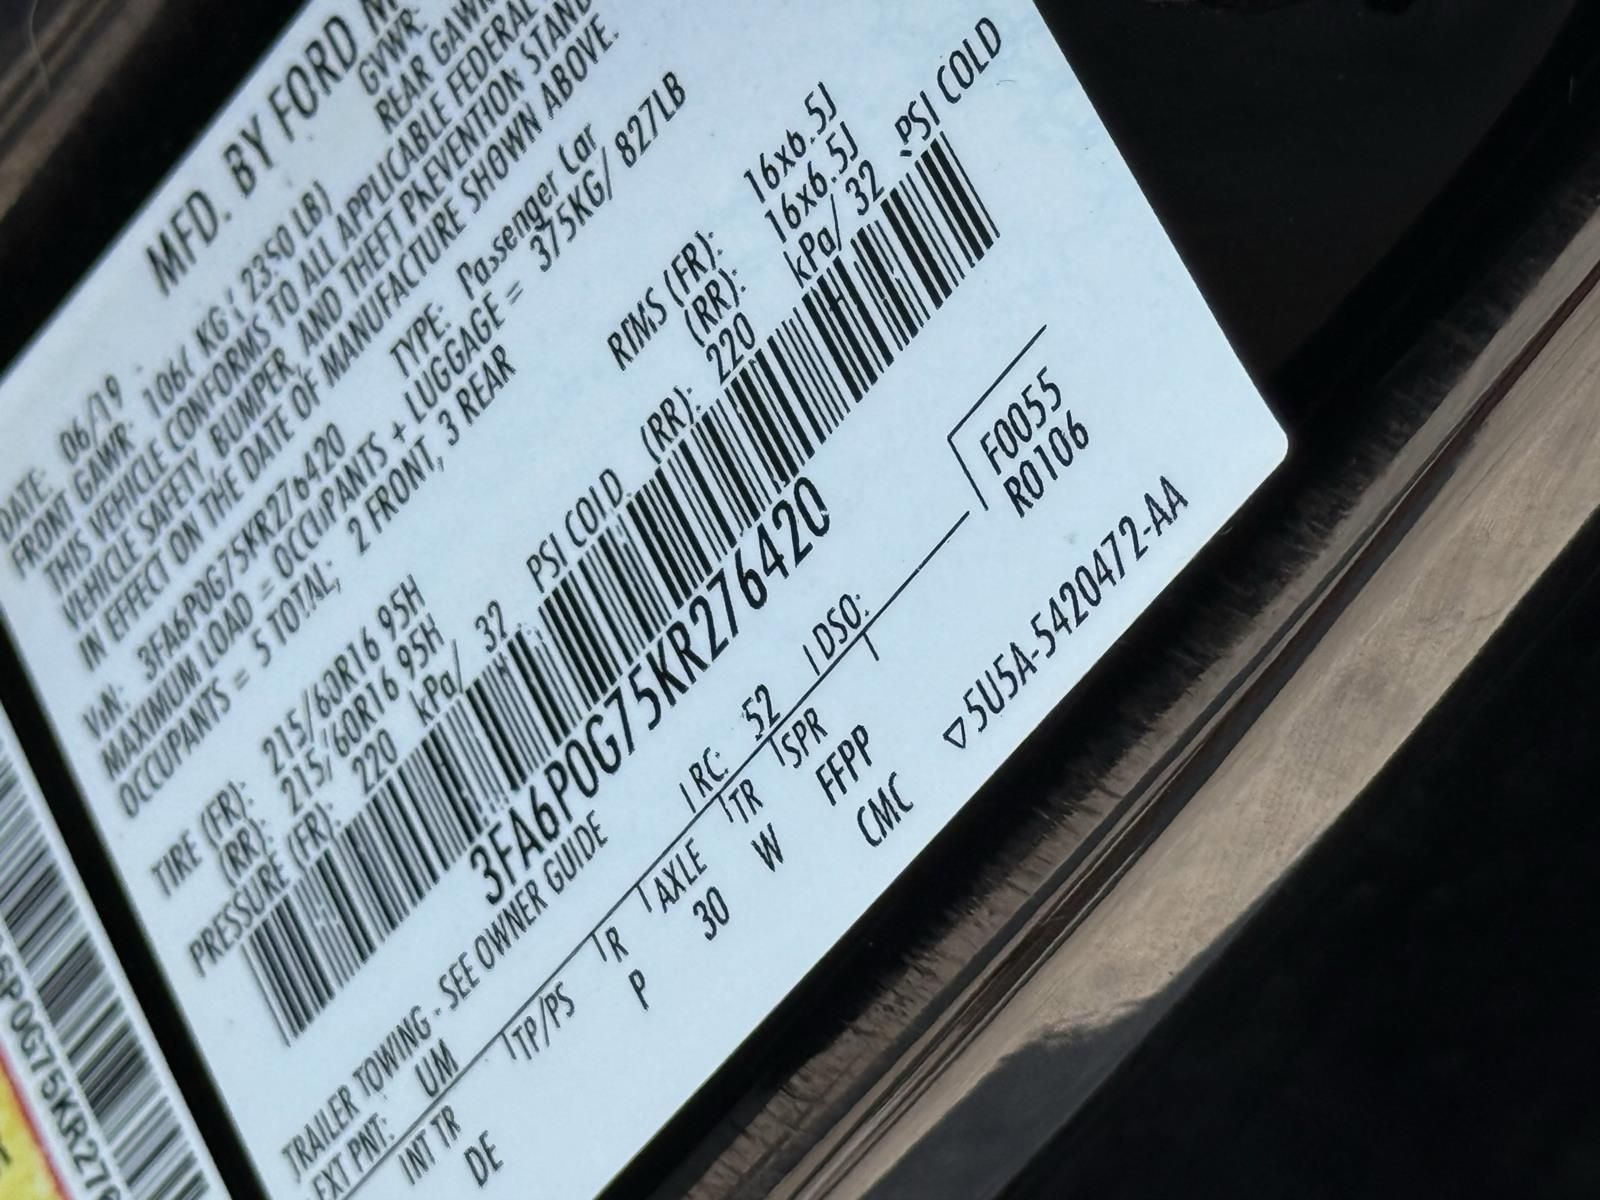 MFD. BY FORD M
DATE: 06/19 GVWR:
FRONT GAWR: KG ( 2350 LB) REAR GAWR
THIS VEHICLE CONFORMS TO ALL APPLICABLE FEDERAL
VEHICLE SAFETY, BUMPER, AND THEFT PREVENTION STAND
IN EFFECT ON THE DATE OF MANUFACTURE SHOWN ABOVE.
VIN: 3FA6P0G75KR276420 TYPE: Passenger Car
MAXIMUM LOAD = OCCUPANTS + LUGGAGE = 375KG/ 827LB
OCCUPANTS = 5 TOTAL; 2 FRONT, 3 REAR
TIRE (FR): 215/60R16 95H RIMS (FR): 16x6.5J
(RR): 215/60R16 95H (RR): 16x6.5J
PRESSURE (FR): 220 kPa/ 32 PSI COLD (RR): 220 kPa/ 32 PSI COLD
3FA6P0G75KR276420
TRAILER TOWING - SEE OWNER GUIDE
EXT PNT: UM RC: 52 DSO: F0055
R0106
INT TR TP/PS R AXLE TR SPR
DE P 30 W FFPP
CMC
▽5U5A-5420472-AA
6P0G75KR276